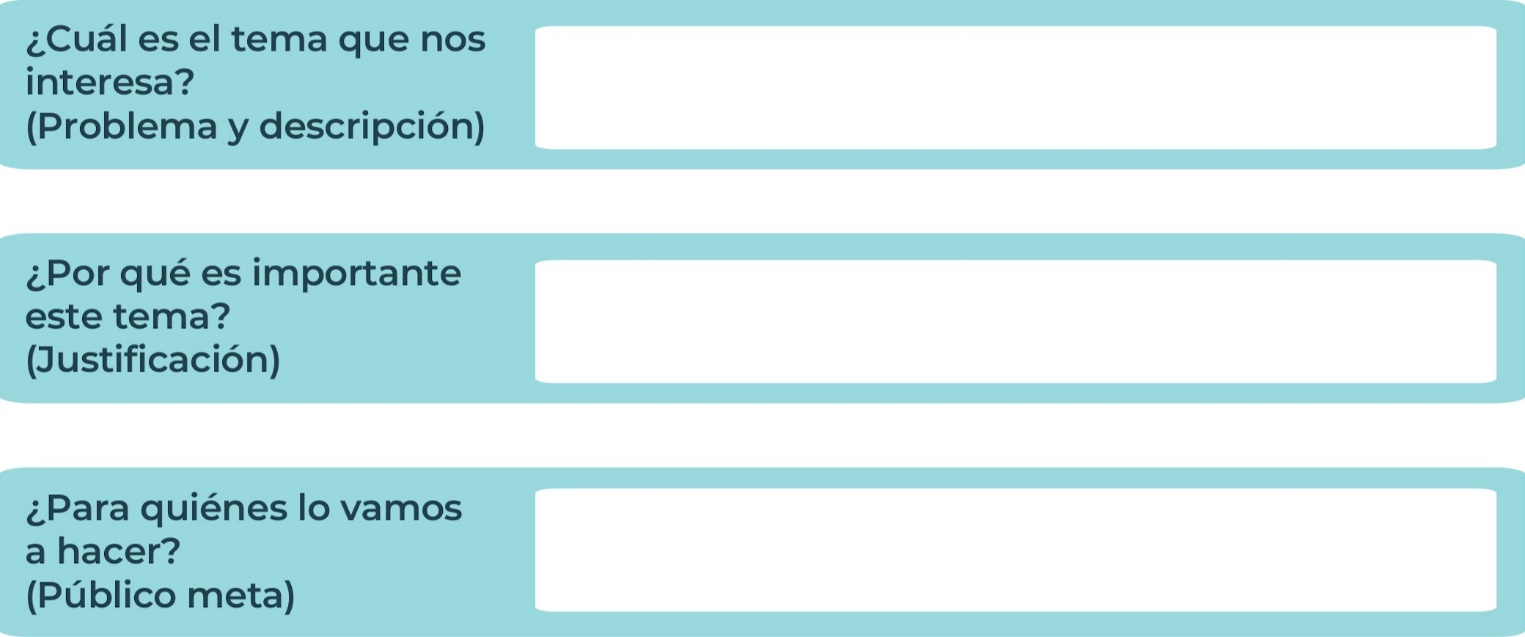 ¿Cuál es el tema que nos
interesa?
(Problema y descripción)
¿Por qué es importante
este tema?
(Justificación)
¿Para quiénes lo vamos
a hacer?
(Público meta)